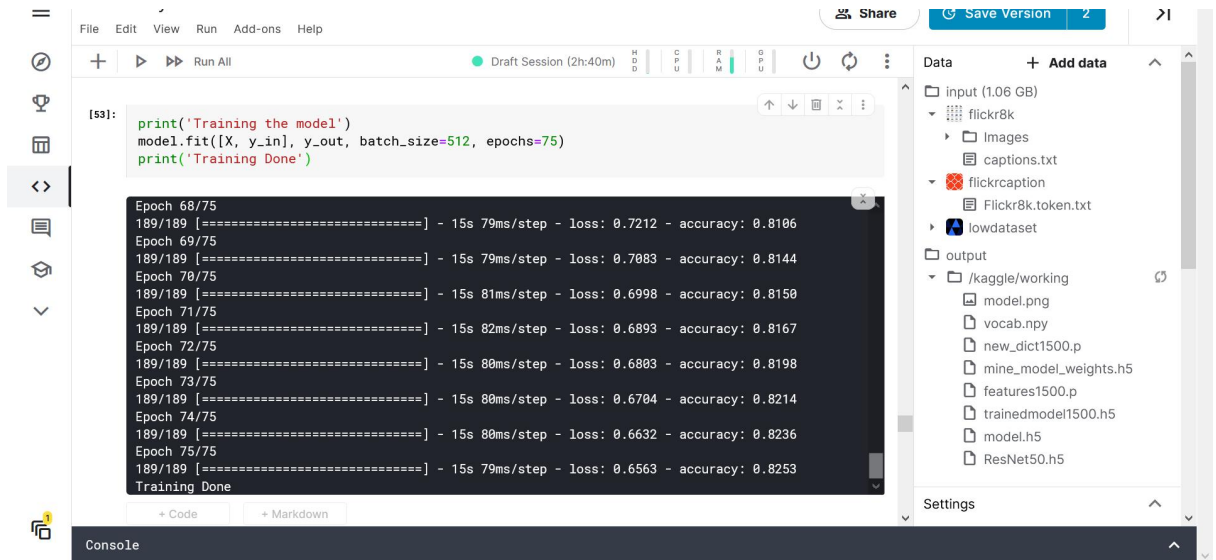 Share
Save Version 2
File Edit View Run Add-ons Help
Run All
Draft Session (2h:40m)
HDD
CPU
RAM
GPU
Data
+ Add data
[53]:
print('Training the model')
model.fit([X, y_in], y_out, batch_size=512, epochs=75)
print('Training Done')
Epoch 68/75
189/189 [==============================] - 15s 79ms/step - loss: 0.7212 - accuracy: 0.8106
Epoch 69/75
189/189 [==============================] - 15s 79ms/step - loss: 0.7083 - accuracy: 0.8144
Epoch 70/75
189/189 [==============================] - 15s 81ms/step - loss: 0.6998 - accuracy: 0.8150
Epoch 71/75
189/189 [==============================] - 15s 82ms/step - loss: 0.6893 - accuracy: 0.8167
Epoch 72/75
189/189 [==============================] - 15s 80ms/step - loss: 0.6803 - accuracy: 0.8198
Epoch 73/75
189/189 [==============================] - 15s 80ms/step - loss: 0.6704 - accuracy: 0.8214
Epoch 74/75
189/189 [==============================] - 15s 80ms/step - loss: 0.6632 - accuracy: 0.8236
Epoch 75/75
189/189 [==============================] - 15s 79ms/step - loss: 0.6563 - accuracy: 0.8253
Training Done
+ Code
+ Markdown
input (1.06 GB)
flickr8k
Images
captions.txt
flickrcaption
Flickr8k.token.txt
lowdataset
output
/kaggle/working
model.png
vocab.npy
new_dict1500.p
mine_model_weights.h5
features1500.p
trainedmodel1500.h5
model.h5
ResNet50.h5
Settings
1
Console